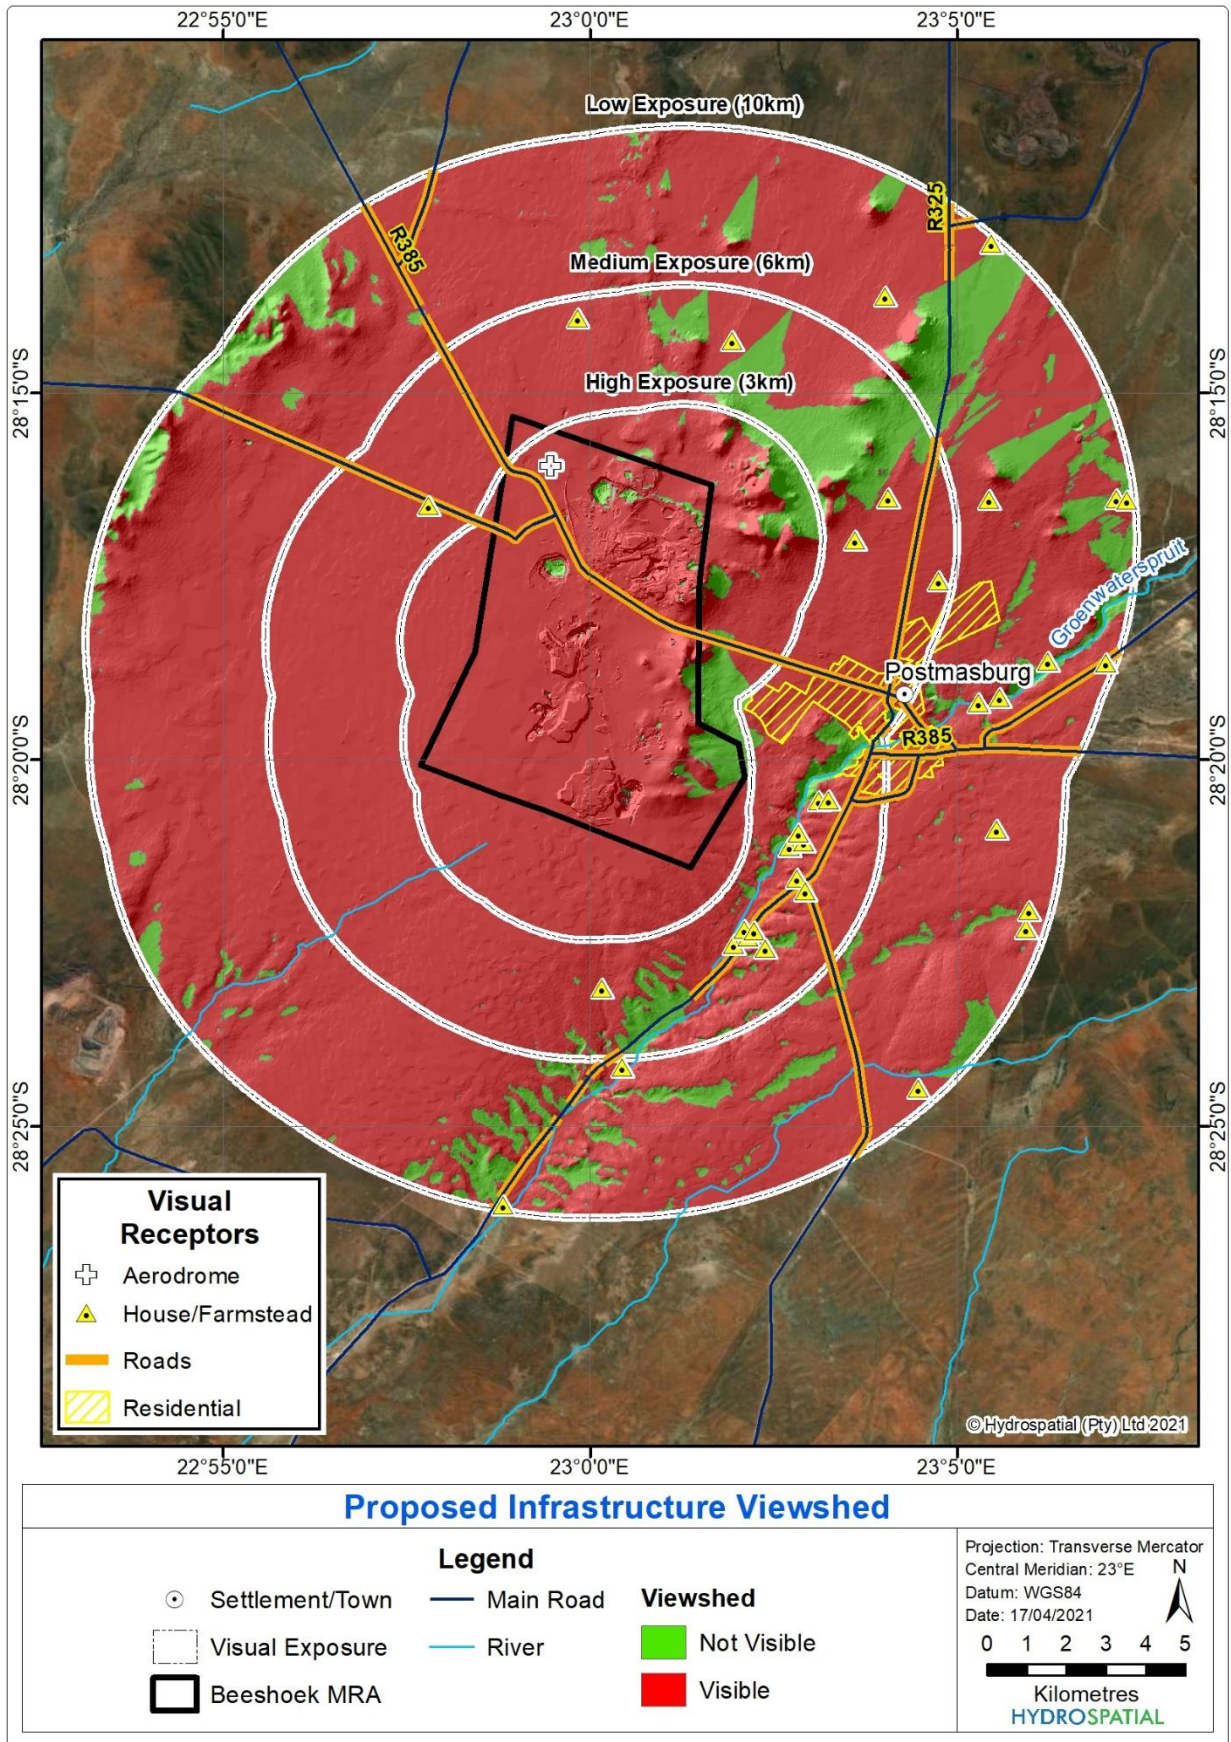 22°55'0"E
23°0'0"E
23°5'0"E
Low Exposure (10km)
R325
R385
Medium Exposure (6km)
28°15'0"S
28°15'0"S
High Exposure (3km)
Groenwaterspruit
Postmasburg
R385
28°20'0"S
28°20'0"S
28°25'0"S
28°25'0"S
Visual
Receptors
Aerodrome
House/Farmstead
Roads
Residential
© Hydrospatial (Pty) Ltd 2021
22°55'0"E
23°0'0"E
23°5'0"E
Proposed Infrastructure Viewshed
Legend
Settlement/Town
Visual Exposure
Beeshoek MRA
Main Road
River
Viewshed
Not Visible
Visible
Projection: Transverse Mercator
Central Meridian: 23°E
Datum: WGS84
Date: 17/04/2021
N
0 1 2 3 4 5
Kilometres
HYDROSPATIAL